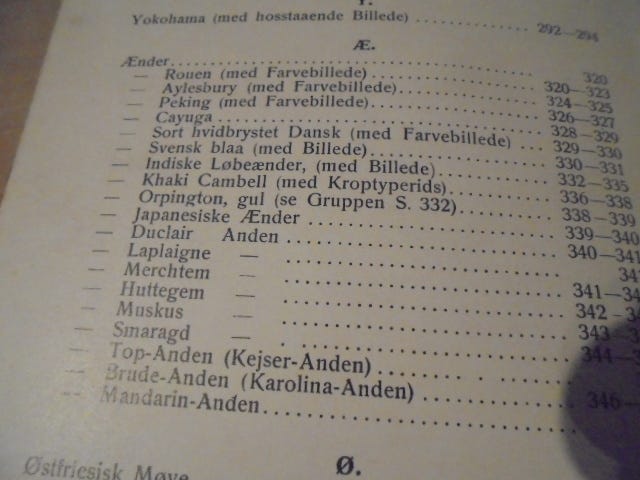 Y.
Yokohama (med hosstaaende Billede) 292—294
Æ.
Ænder 320
— Rouen (med Farvebillede) 320—323
— Aylesbury (med Farvebillede) 324—325
— Peking (med Farvebillede) 326—327
— Cayuga 328—329
— Sort hvidbrystet Dansk (med Farvebillede) 329—330
— Svensk blaa (med Billede) 330—331
— Indiske Løbeænder, (med Billede) 332—335
— Khaki Cambell (med Kroptyperids) 336—338
— Orpington, gul (se Gruppen S. 332) 338—339
— Japanesiske Ænder 339—340
— Duclair Anden 340—341
— Laplaigne —
— Merchtem — 341—
— Huttegem — 342—
— Muskus — 343—
— Smaragd — 344—
— Top-Anden (Kejser-Anden)
— Brude-Anden (Karolina-Anden) 346—
— Mandarin-Anden
Ø.
Østfriesisk Møve